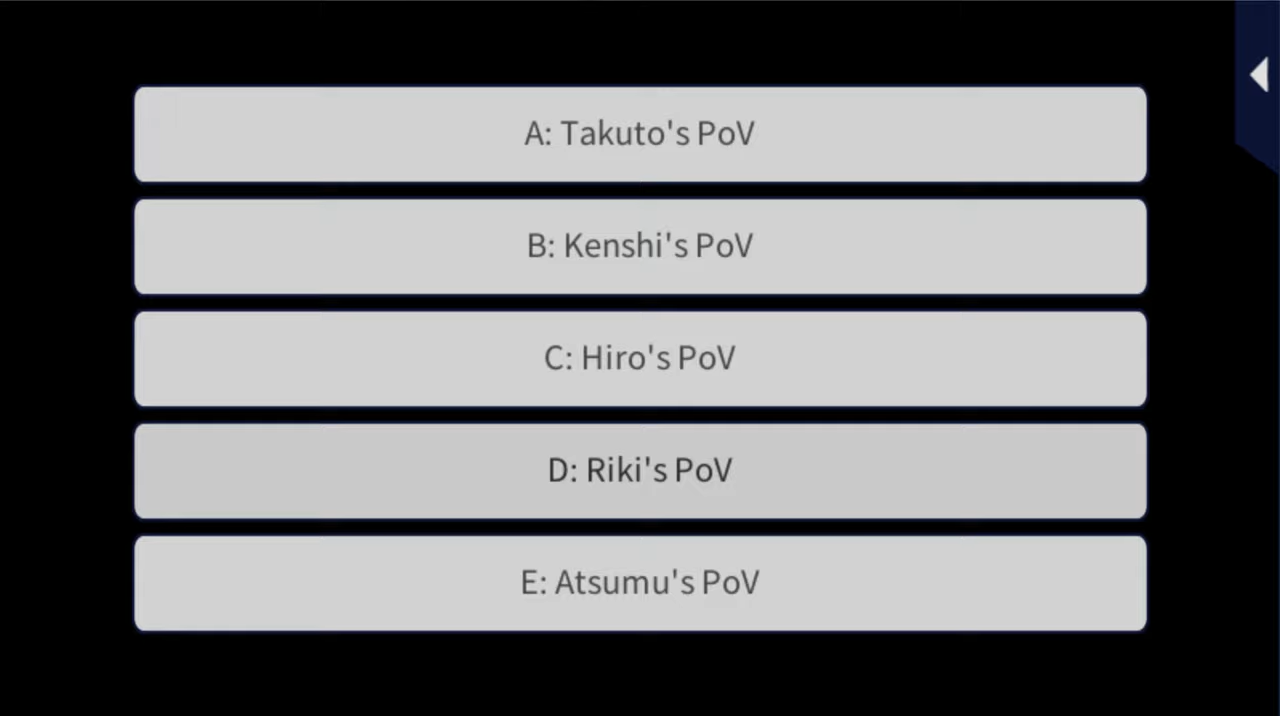 A: Takuto's PoV
B: Kenshi's PoV
C: Hiro's PoV
D: Riki's PoV
E: Atsumu's PoV